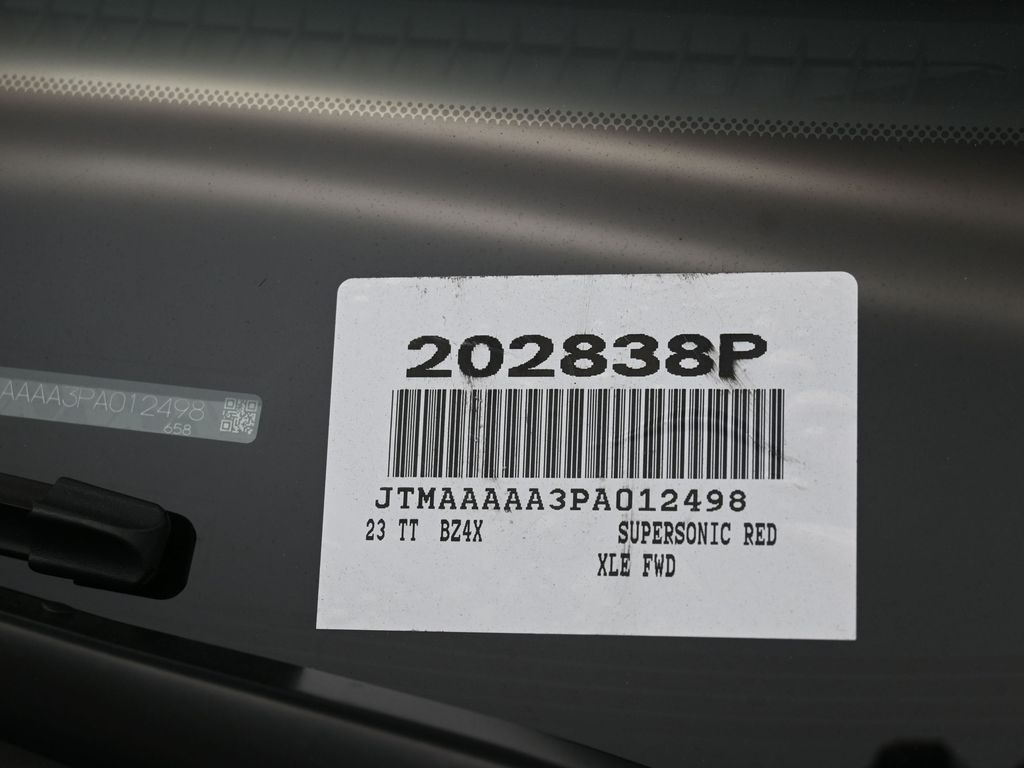 202838P
JTMAAAAA3PA012498
23 TT BZ4X SUPERSONIC RED
XLE FWD
AAAA3PA012498
658